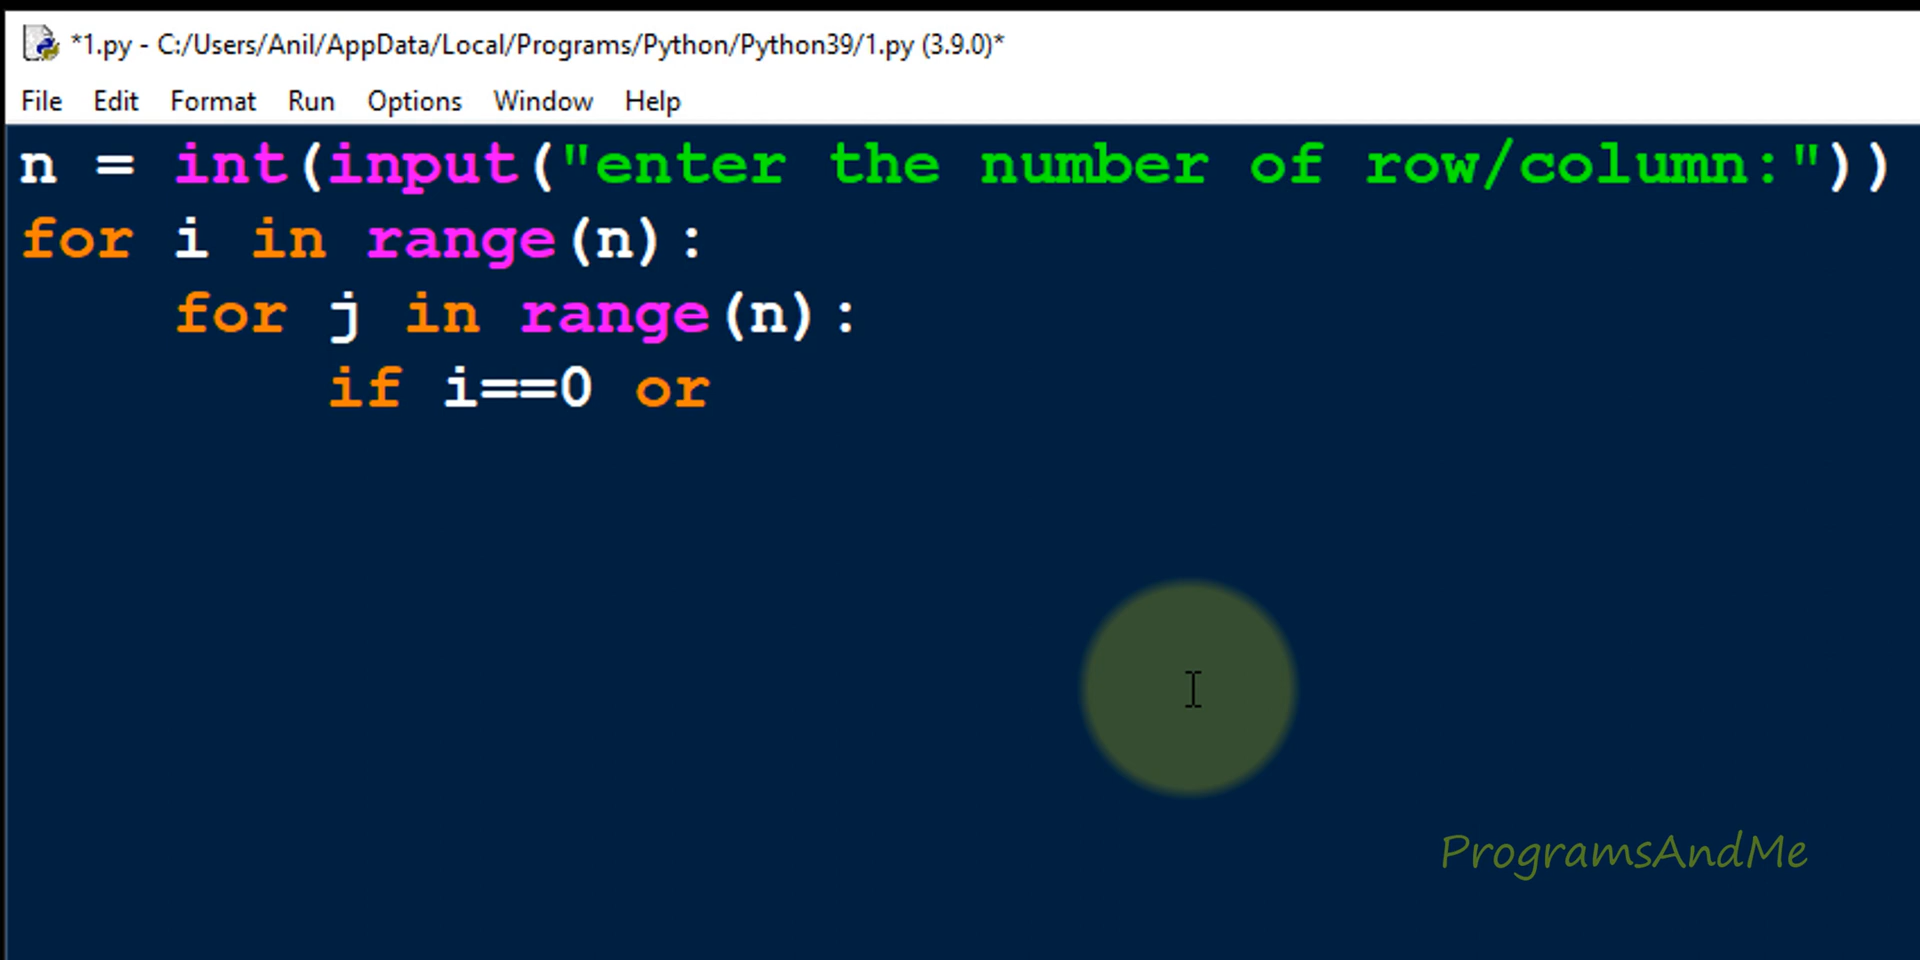 *1.py - C:/Users/Anil/AppData/Local/Programs/Python/Python39/1.py (3.9.0)*
File Edit Format Run Options Window Help
n = int(input("enter the number of row/column:"))
for i in range(n):
    for j in range(n):
        if i==0 or
ProgramsAndMe